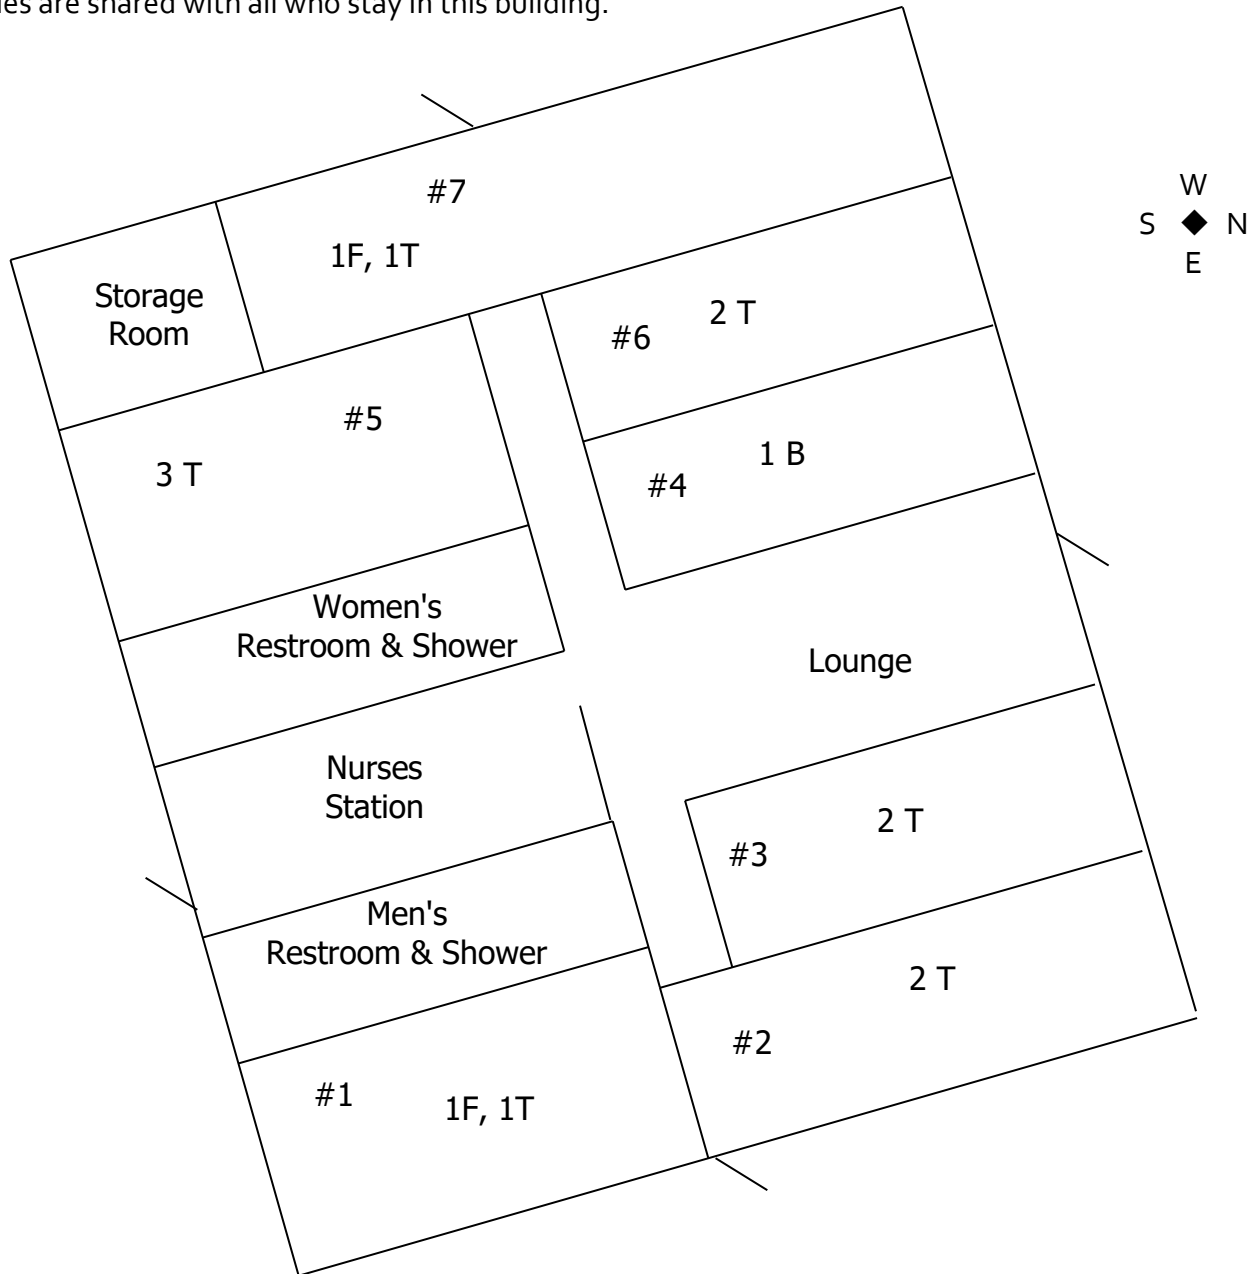 are shared with all who stay in this building.
W
S N
E
#7
1F, 1T
Storage
Room
#6 2 T
#5
3 T
#4 1 B
Women's
Restroom & Shower
Lounge
Nurses
Station
#3 2 T
Men's
Restroom & Shower
2 T
#2
#1 1F, 1T